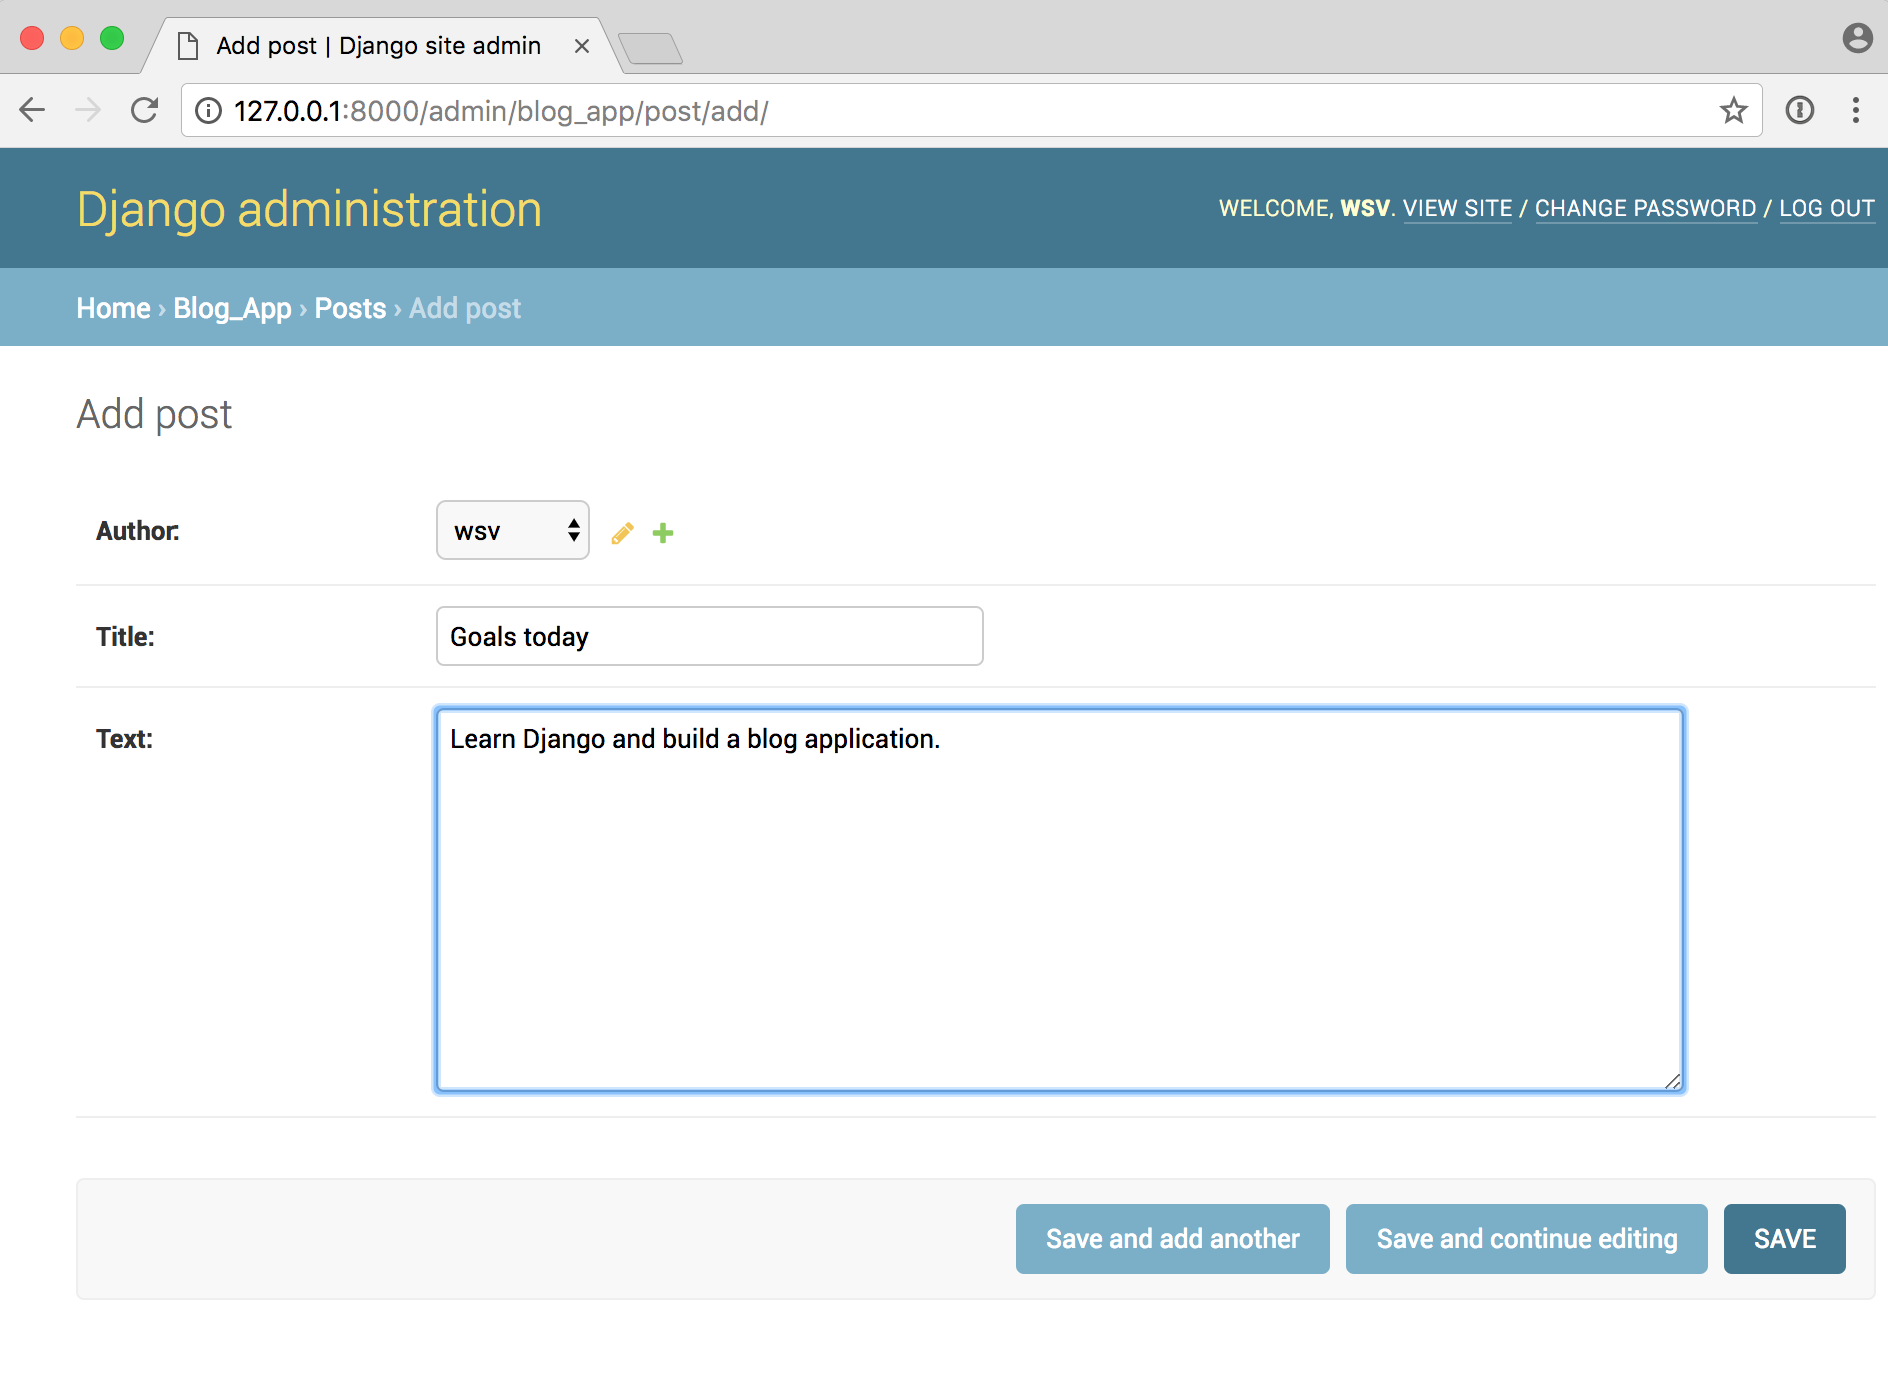 Add post | Django site admin
127.0.0.1:8000/admin/blog_app/post/add/
Django administration
WELCOME, WSV. VIEW SITE / CHANGE PASSWORD / LOG OUT
Home › Blog_App › Posts › Add post
Add post
Author: wsv
Title: Goals today
Text: Learn Django and build a blog application.
Save and add another Save and continue editing SAVE